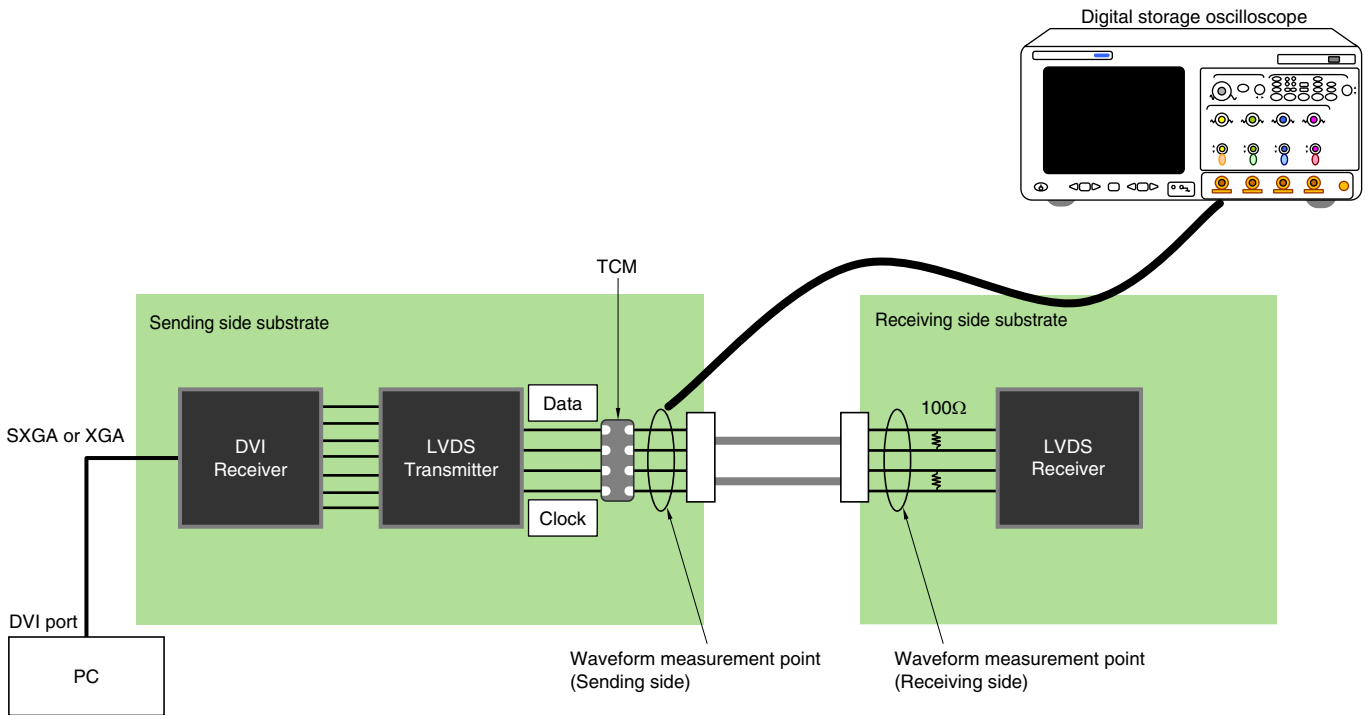 Digital storage oscilloscope
TCM
Sending side substrate
Receiving side substrate
Data
100Ω
SXGA or XGA
DVI
Receiver
LVDS
Transmitter
LVDS
Receiver
Clock
DVI port
PC
Waveform measurement point
(Sending side)
Waveform measurement point
(Receiving side)